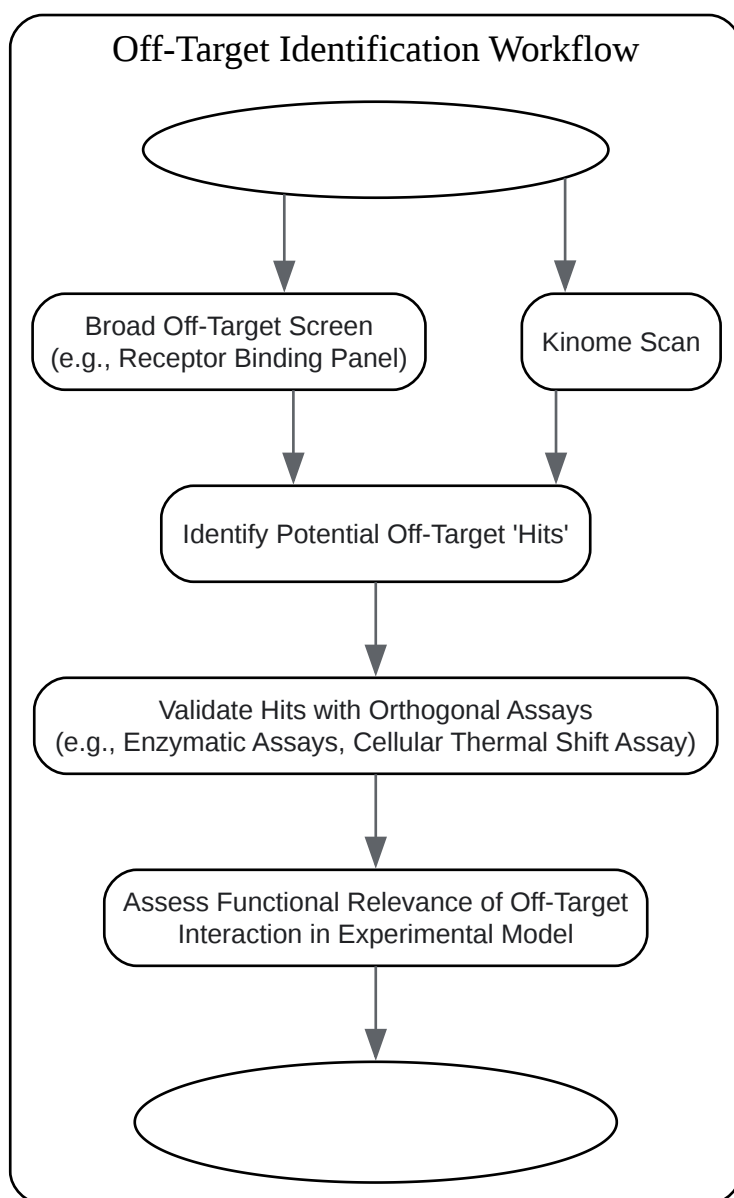 Off-Target Identification Workflow
Broad Off-Target Screen
(e.g., Receptor Binding Panel)
Kinome Scan
Identify Potential Off-Target 'Hits'
Validate Hits with Orthogonal Assays
(e.g., Enzymatic Assays, Cellular Thermal Shift Assay)
Assess Functional Relevance of Off-Target
Interaction in Experimental Model